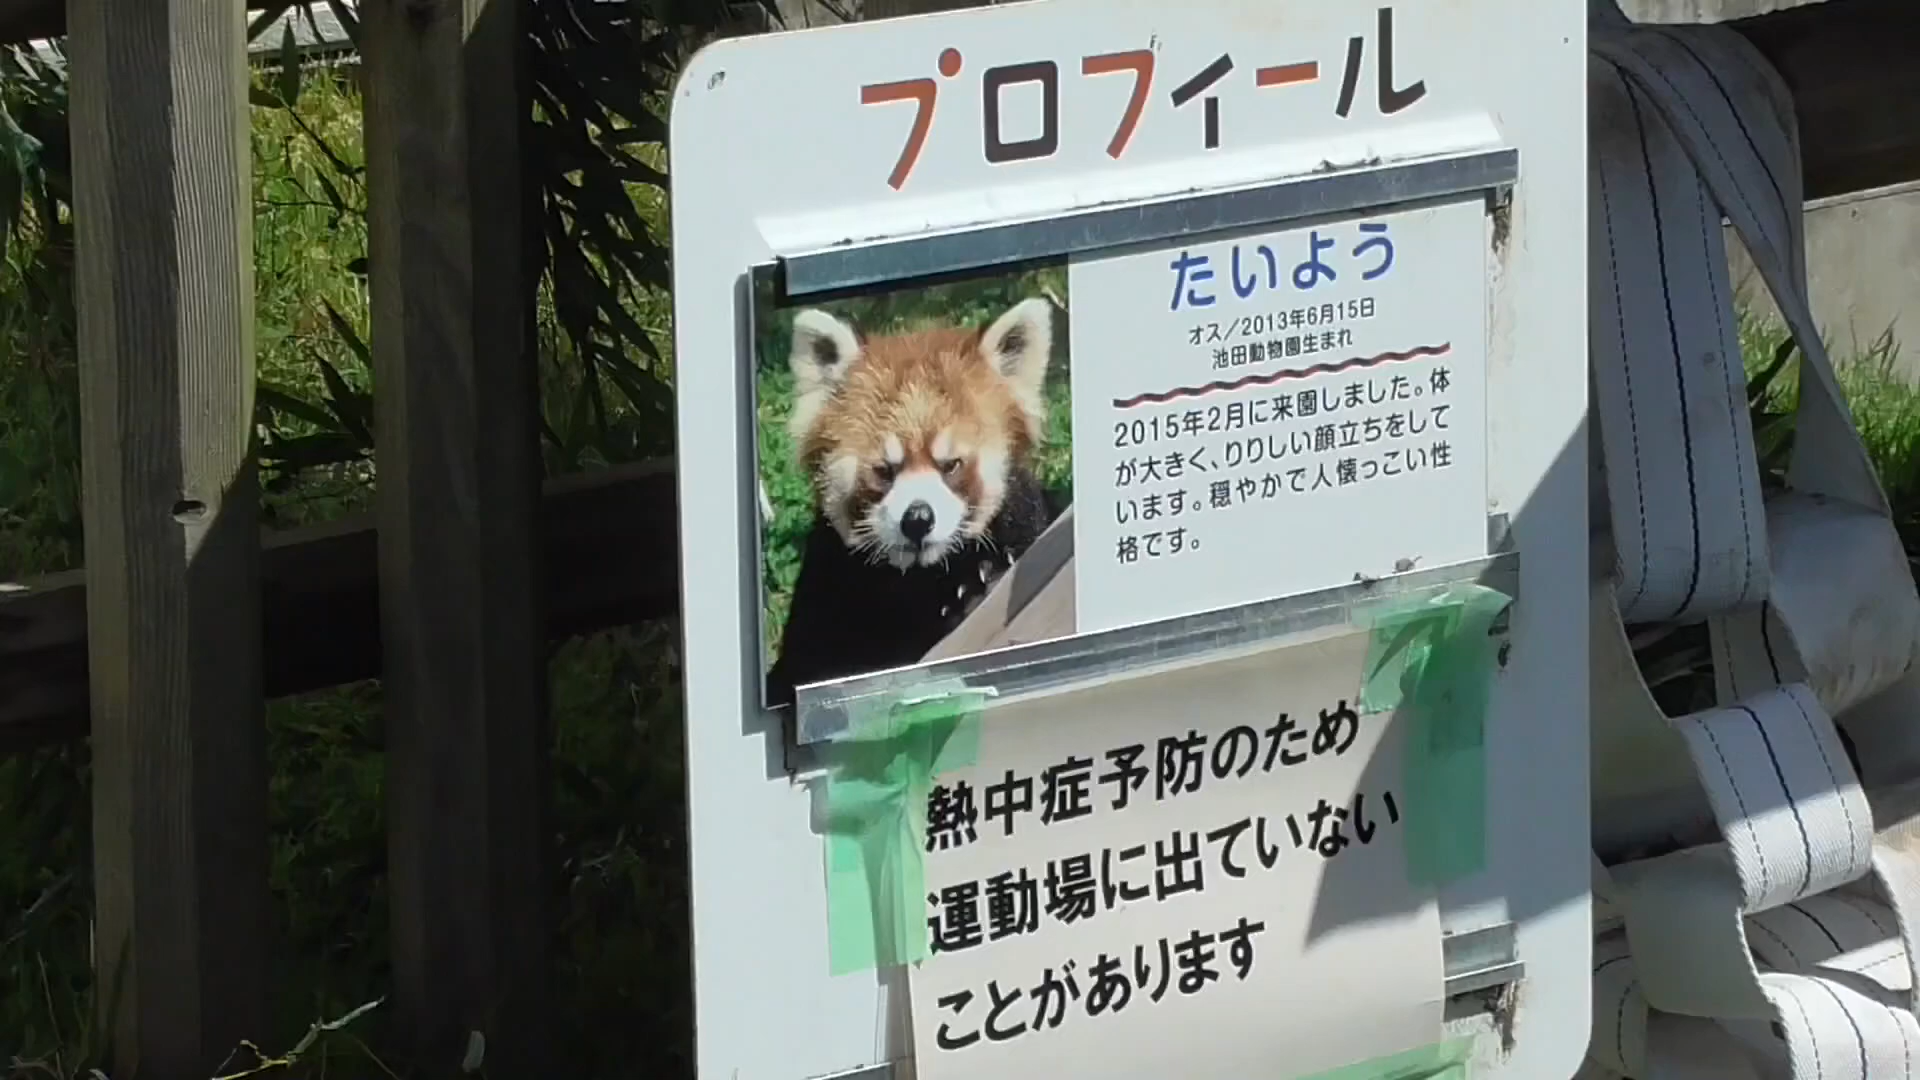 プロフィール
たいよう
オス／2013年6月15日
池田動物園生まれ
2015年2月に来園しました。体
が大きく、りりしい顔立ちをして
います。穏やかで人懐っこい性
格です。
熱中症予防のため
運動場に出ていない
ことがあります